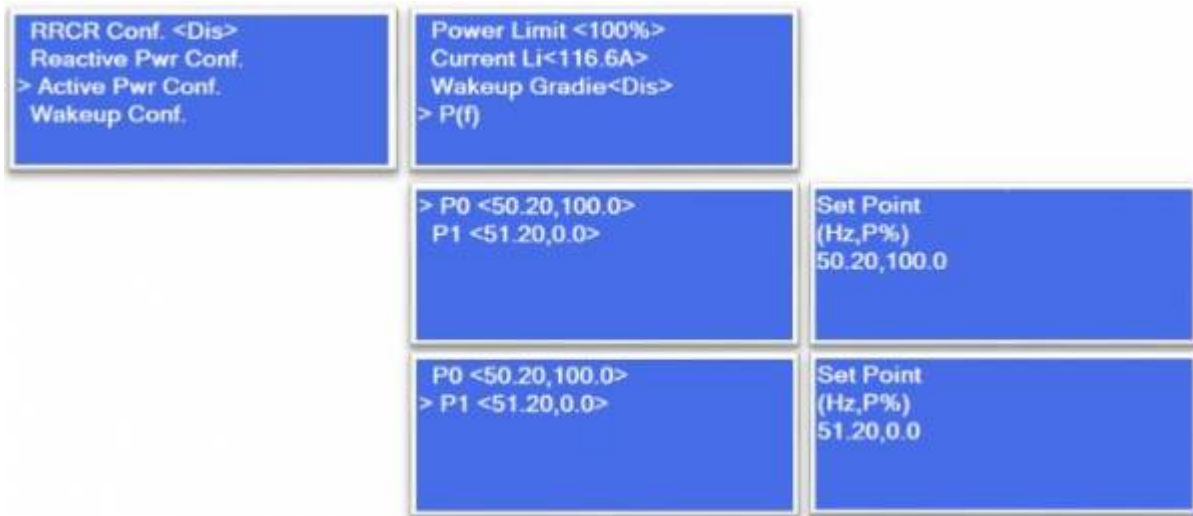 RRCR Conf. <Dis>
Reactive Pwr Conf.
> Active Pwr Conf.
Wakeup Conf.
Power Limit <100%>
Current Li<116.6A>
Wakeup Gradie<Dis>
> P(f)
> P0 <50.20,100.0>
P1 <51.20,0.0>
Set Point
(Hz,P%)
50.20,100.0
P0 <50.20,100.0>
> P1 <51.20,0.0>
Set Point
(Hz,P%)
51.20,0.0